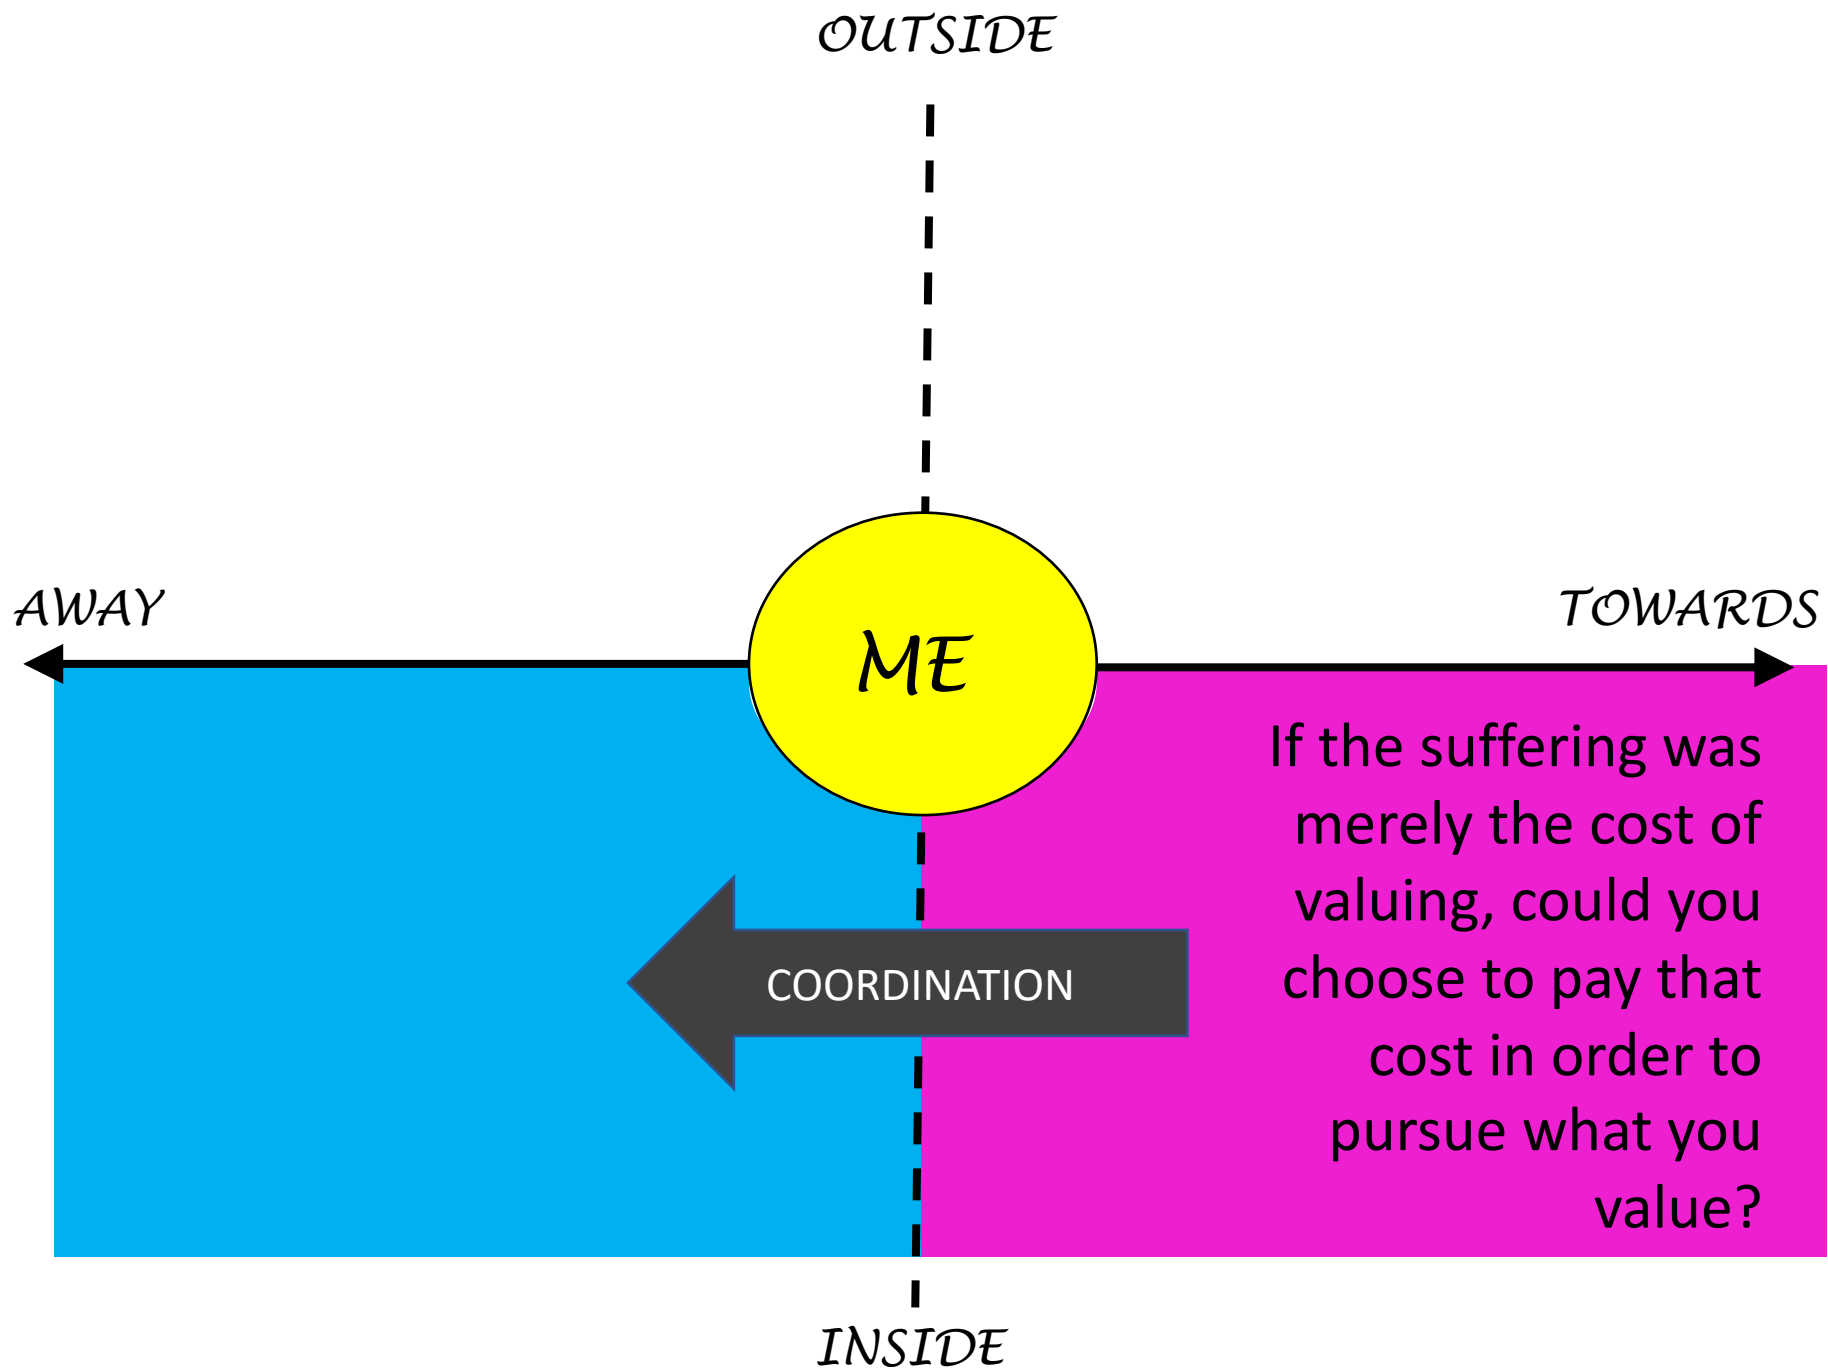 OUTSIDE
AWAY
TOWARDS
ME
If the suffering was
merely the cost of
valuing, could you
choose to pay that
cost in order to
pursue what you
value?
COORDINATION
INSIDE